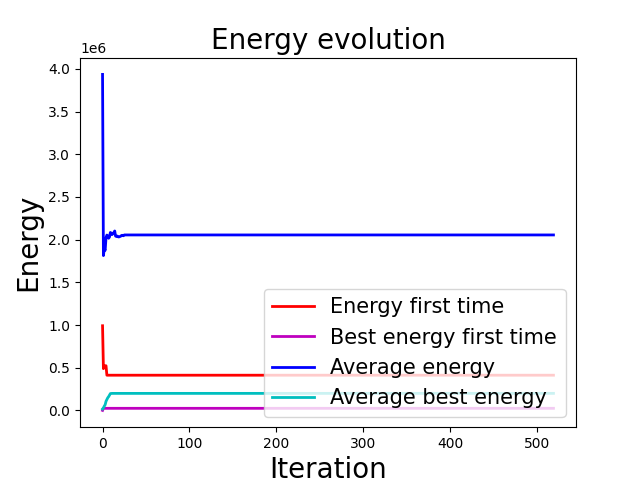 Energy evolution
1e6
4.0
3.5
3.0
2.5
2.0
1.5
1.0
0.5
0.0
Energy
Energy first time
Best energy first time
Average energy
Average best energy
0 100 200 300 400 500
Iteration